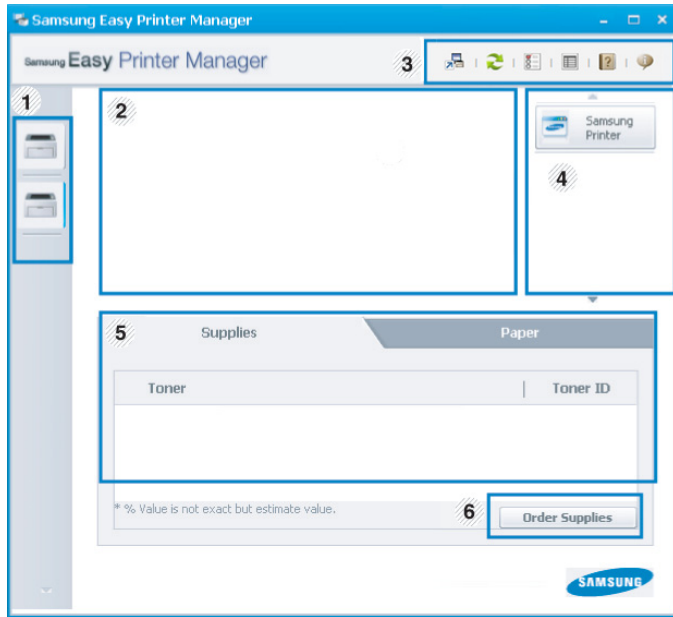 Samsung Easy Printer Manager
Samsung Easy Printer Manager
3
1
2
Samsung
Printer
4
5
Supplies
Paper
Toner
Toner ID
* % Value is not exact but estimate value.
6
Order Supplies
SAMSUNG